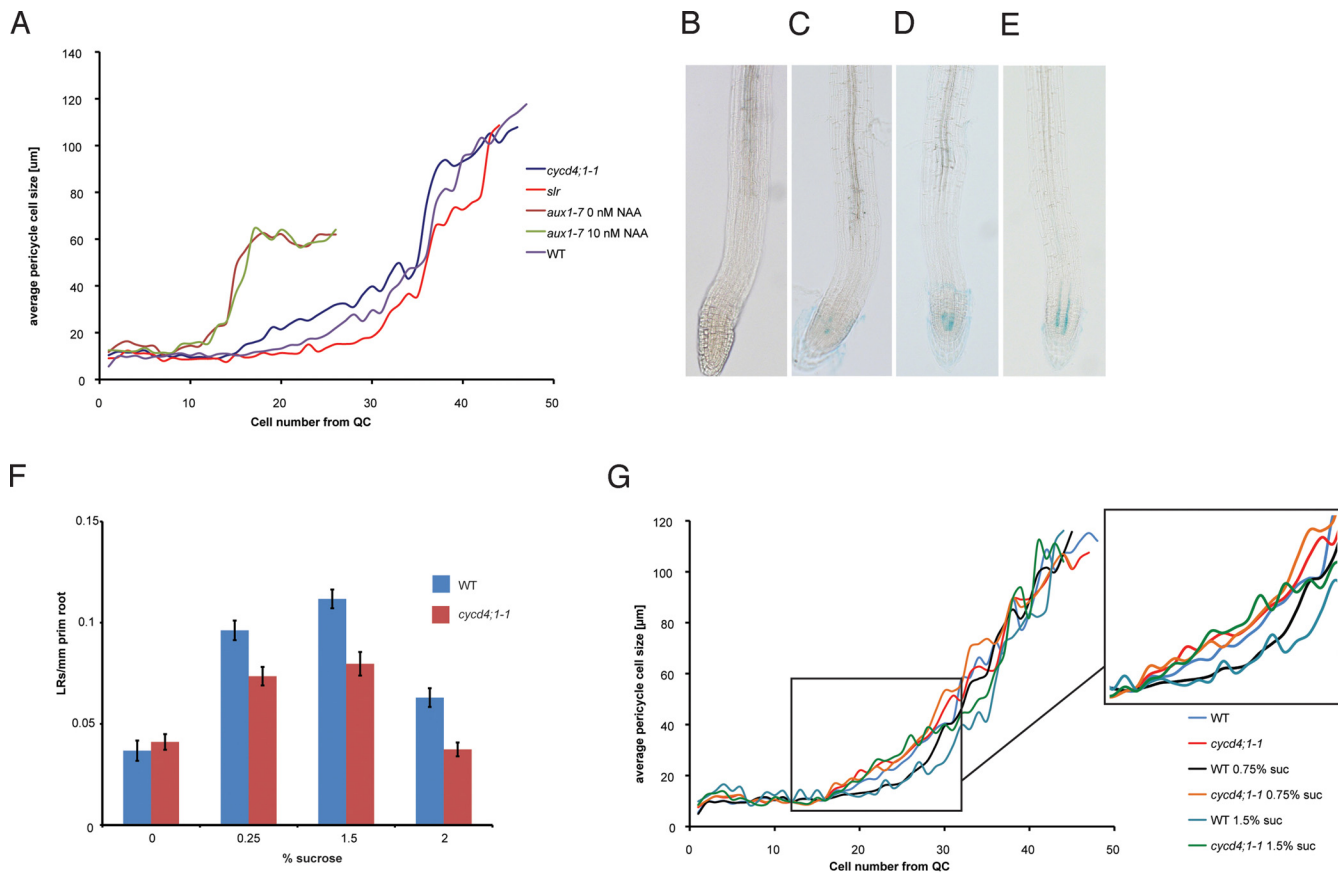 A
140
120
100
80
60
40
20
0
average pericycle cell size [um]
0 10 20 30 40 50
Cell number from QC
cycd4;1-1
slr
aux1-7 0 nM NAA
aux1-7 10 nM NAA
WT
B
C
D
E
F
0.15
0.1
0.05
0
LRs/mm prim root
0 0.25 1.5 2
% sucrose
WT
cycd4;1-1
G
120
100
80
60
40
20
0
average pericycle cell size [µm]
0 10 20 30 40 50
Cell number from QC
WT
cycd4;1-1
WT 0.75% suc
cycd4;1-1 0.75% suc
WT 1.5% suc
cycd4;1-1 1.5% suc